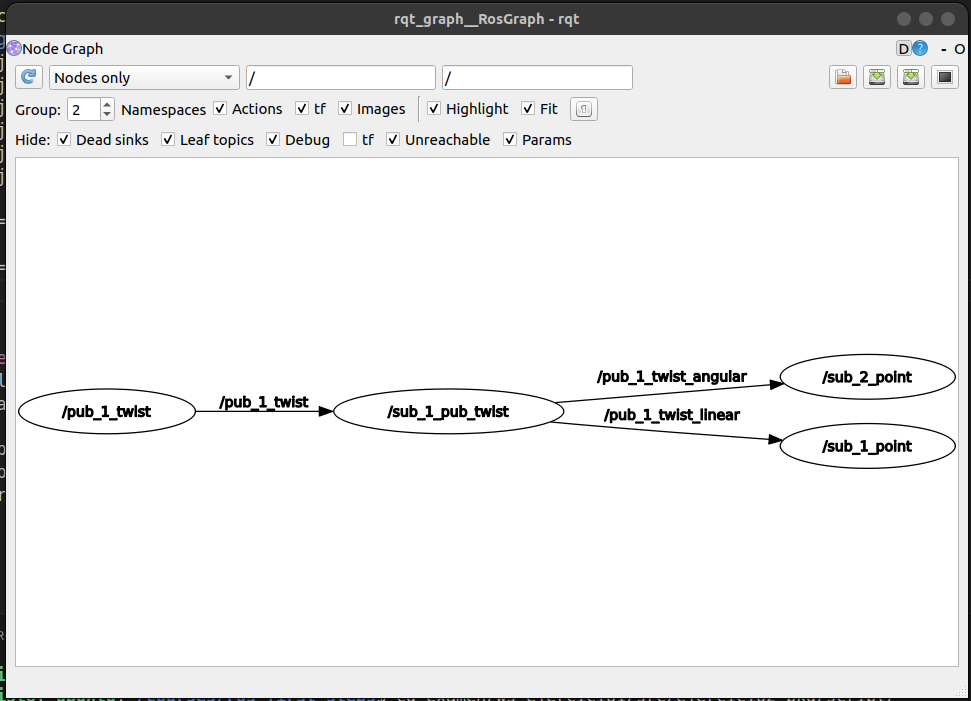 rqt_graph__RosGraph - rqt
Node Graph
D ? - O
Nodes only / /
Group: 2 Namespaces Actions tf Images Highlight Fit
Hide: Dead sinks Leaf topics Debug tf Unreachable Params
/pub_1_twist_angular
/sub_2_point
/pub_1_twist
/pub_1_twist
/sub_1_pub_twist
/pub_1_twist_linear
/sub_1_point